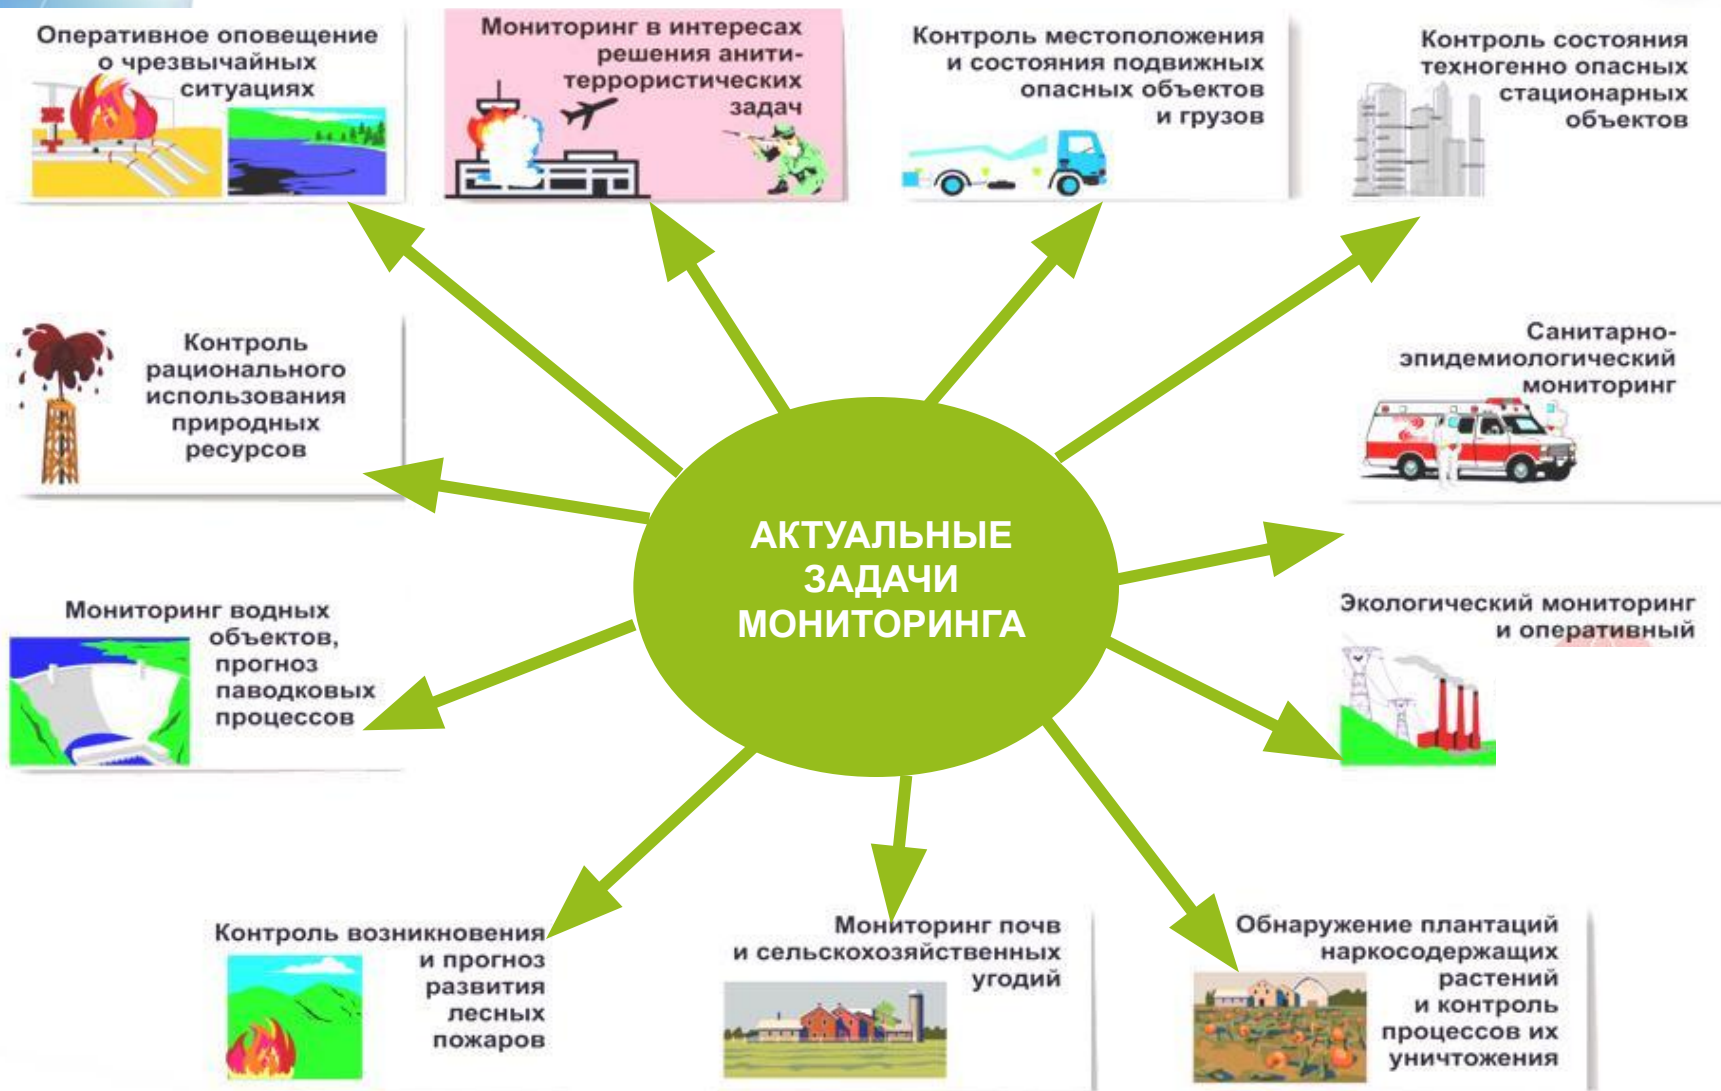 Оперативное оповещение
о чрезвычайных
ситуациях
Мониторинг в интересах
решения анити-
террористических
задач
Контроль местоположения
и состояния подвижных
опасных объектов
и грузов
Контроль состояния
техногенно опасных
стационарных
объектов
Контроль
рационального
использования
природных
ресурсов
Санитарно-
эпидемиологический
мониторинг
АКТУАЛЬНЫЕ
ЗАДАЧИ
МОНИТОРИНГА
Мониторинг водных
объектов,
прогноз
паводковых
процессов
Экологический мониторинг
и оперативный
Контроль возникновения
и прогноз
развития
лесных
пожаров
Мониторинг почв
и сельскохозяйственных
угодий
Обнаружение плантаций
наркосодержащих
растений
и контроль
процессов их
уничтожения